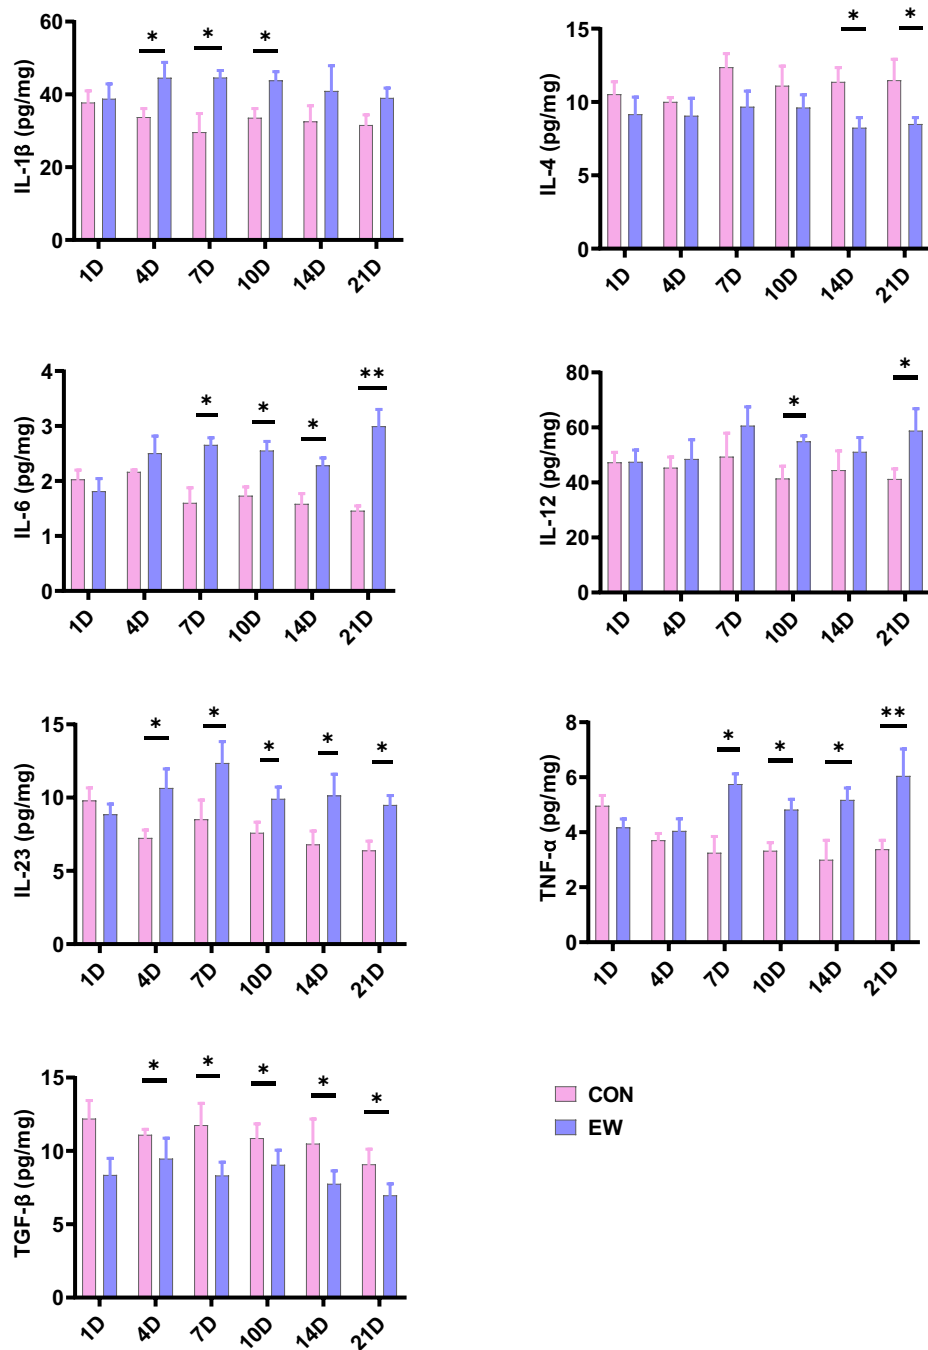 IL-1β (pg/mg)
60
40
20
0
* * *
1D 4D 7D 10D 14D 21D
IL-4 (pg/mg)
15
10
5
0
* *
1D 4D 7D 10D 14D 21D
IL-6 (pg/mg)
4
3
2
1
0
* * * **
1D 4D 7D 10D 14D 21D
IL-12 (pg/mg)
80
60
40
20
0
* *
1D 4D 7D 10D 14D 21D
IL-23 (pg/mg)
15
10
5
0
* * * * *
1D 4D 7D 10D 14D 21D
TNF-α (pg/mg)
8
6
4
2
0
* * * **
1D 4D 7D 10D 14D 21D
TGF-β (pg/mg)
15
10
5
0
* * * * *
1D 4D 7D 10D 14D 21D
CON
EW